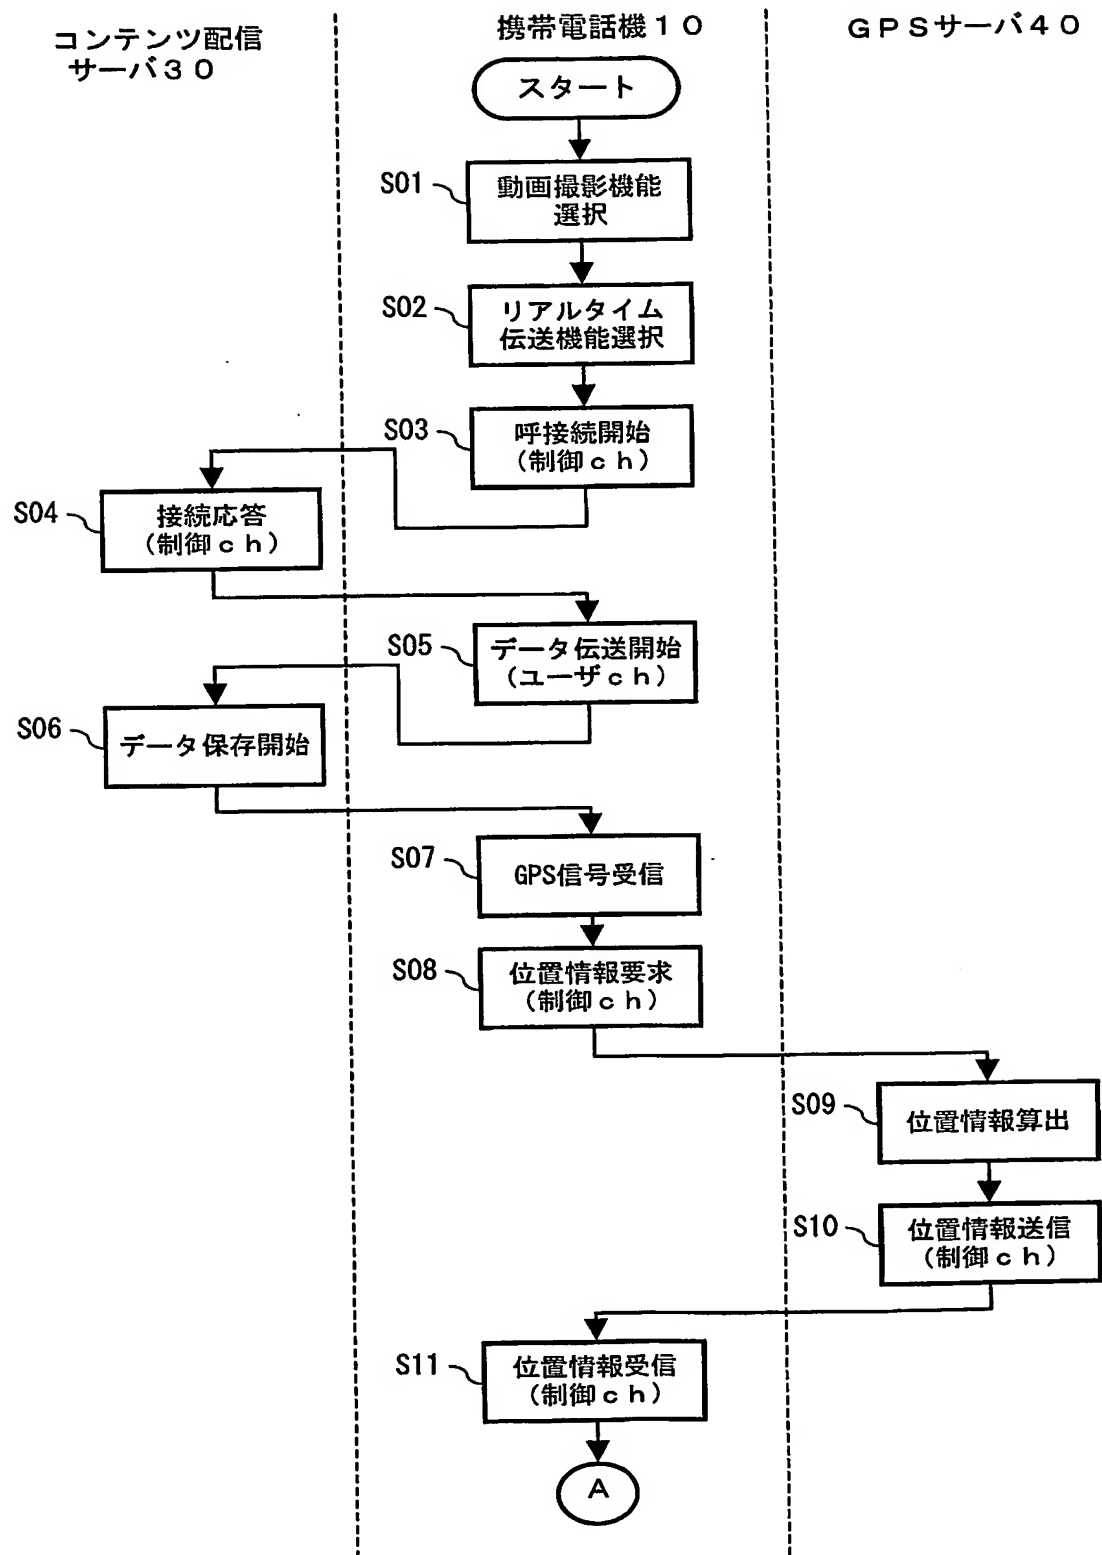 コンテンツ配信
サーバ30
携帯電話機10
GPSサーバ40
スタート
S01
動画撮影機能
選択
S02
リアルタイム
伝送機能選択
S03
呼接続開始
(制御ch)
S04
接続応答
(制御ch)
S05
データ伝送開始
(ユーザch)
S06
データ保存開始
S07
GPS信号受信
S08
位置情報要求
(制御ch)
S09
位置情報算出
S10
位置情報送信
(制御ch)
S11
位置情報受信
(制御ch)
A